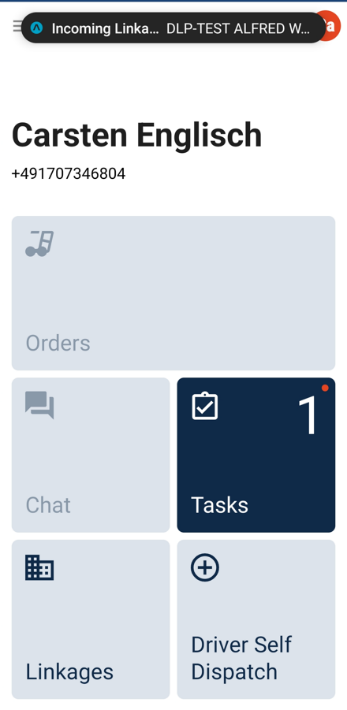 Incoming Linka... DLP-TEST ALFRED W...
a
Carsten Englisch
+491707346804
Orders
1
Chat
Tasks
Linkages
Driver Self
Dispatch